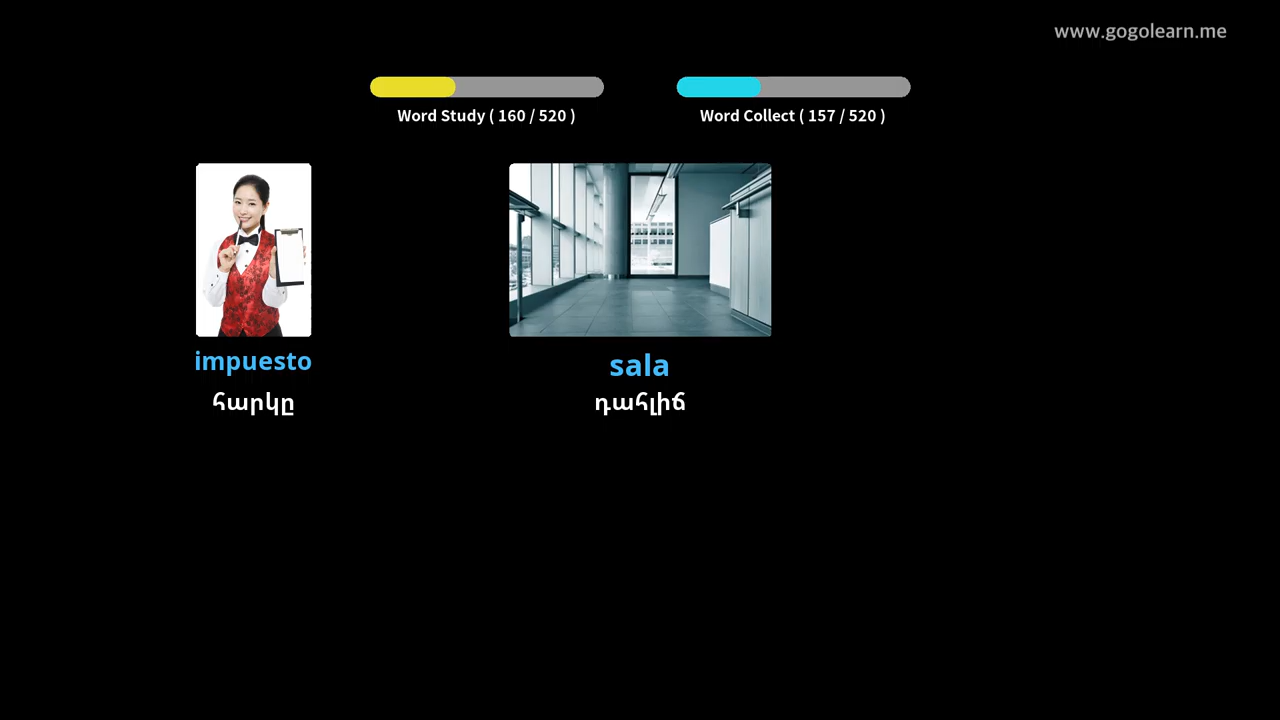 www.gogolearn.me
Word Study ( 160 / 520 )
Word Collect ( 157 / 520 )
impuesto
հարկը
sala
դահլիճ